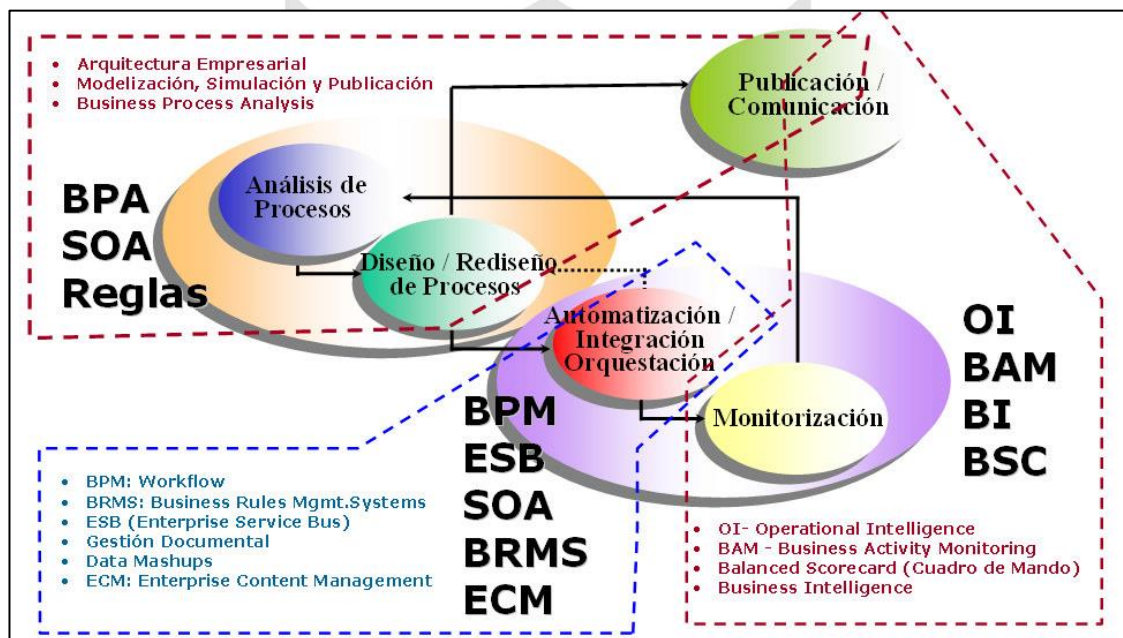 • Arquitectura Empresarial
• Modelización, Simulación y Publicación
• Business Process Analysis
Publicación /
Comunicación
BPA
SOA
Reglas
Análisis de
Procesos
Diseño / Rediseño
de Procesos
Automatización /
Integración
Orquestación
Monitorización
OI
BAM
BI
BSC
BPM
ESB
SOA
BRMS
ECM
• BPM: Workflow
• BRMS: Business Rules Mgmt.Systems
• ESB (Enterprise Service Bus)
• Gestión Documental
• Data Mashups
• ECM: Enterprise Content Management
• OI- Operational Intelligence
• BAM - Business Activity Monitoring
• Balanced Scorecard (Cuadro de Mando)
• Business Intelligence